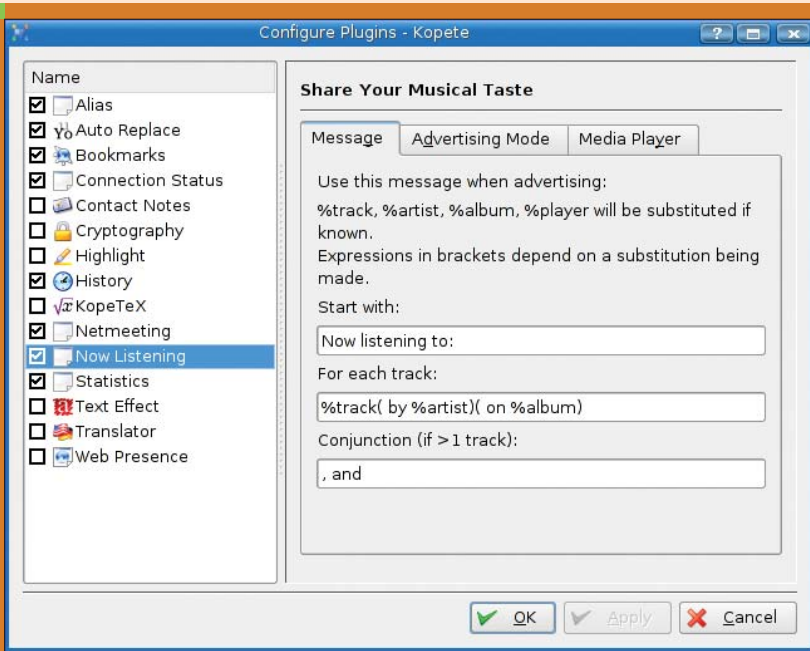 Configure Plugins - Kopete
Name
Alias
Auto Replace
Bookmarks
Connection Status
Contact Notes
Cryptography
Highlight
History
KopeTeX
Netmeeting
Now Listening
Statistics
Text Effect
Translator
Web Presence
Share Your Musical Taste
Message Advertising Mode Media Player
Use this message when advertising:
%track, %artist, %album, %player will be substituted if
known.
Expressions in brackets depend on a substitution being
made.
Start with:
Now listening to:
For each track:
%track( by %artist)( on %album)
Conjunction (if >1 track):
, and
OK Apply Cancel